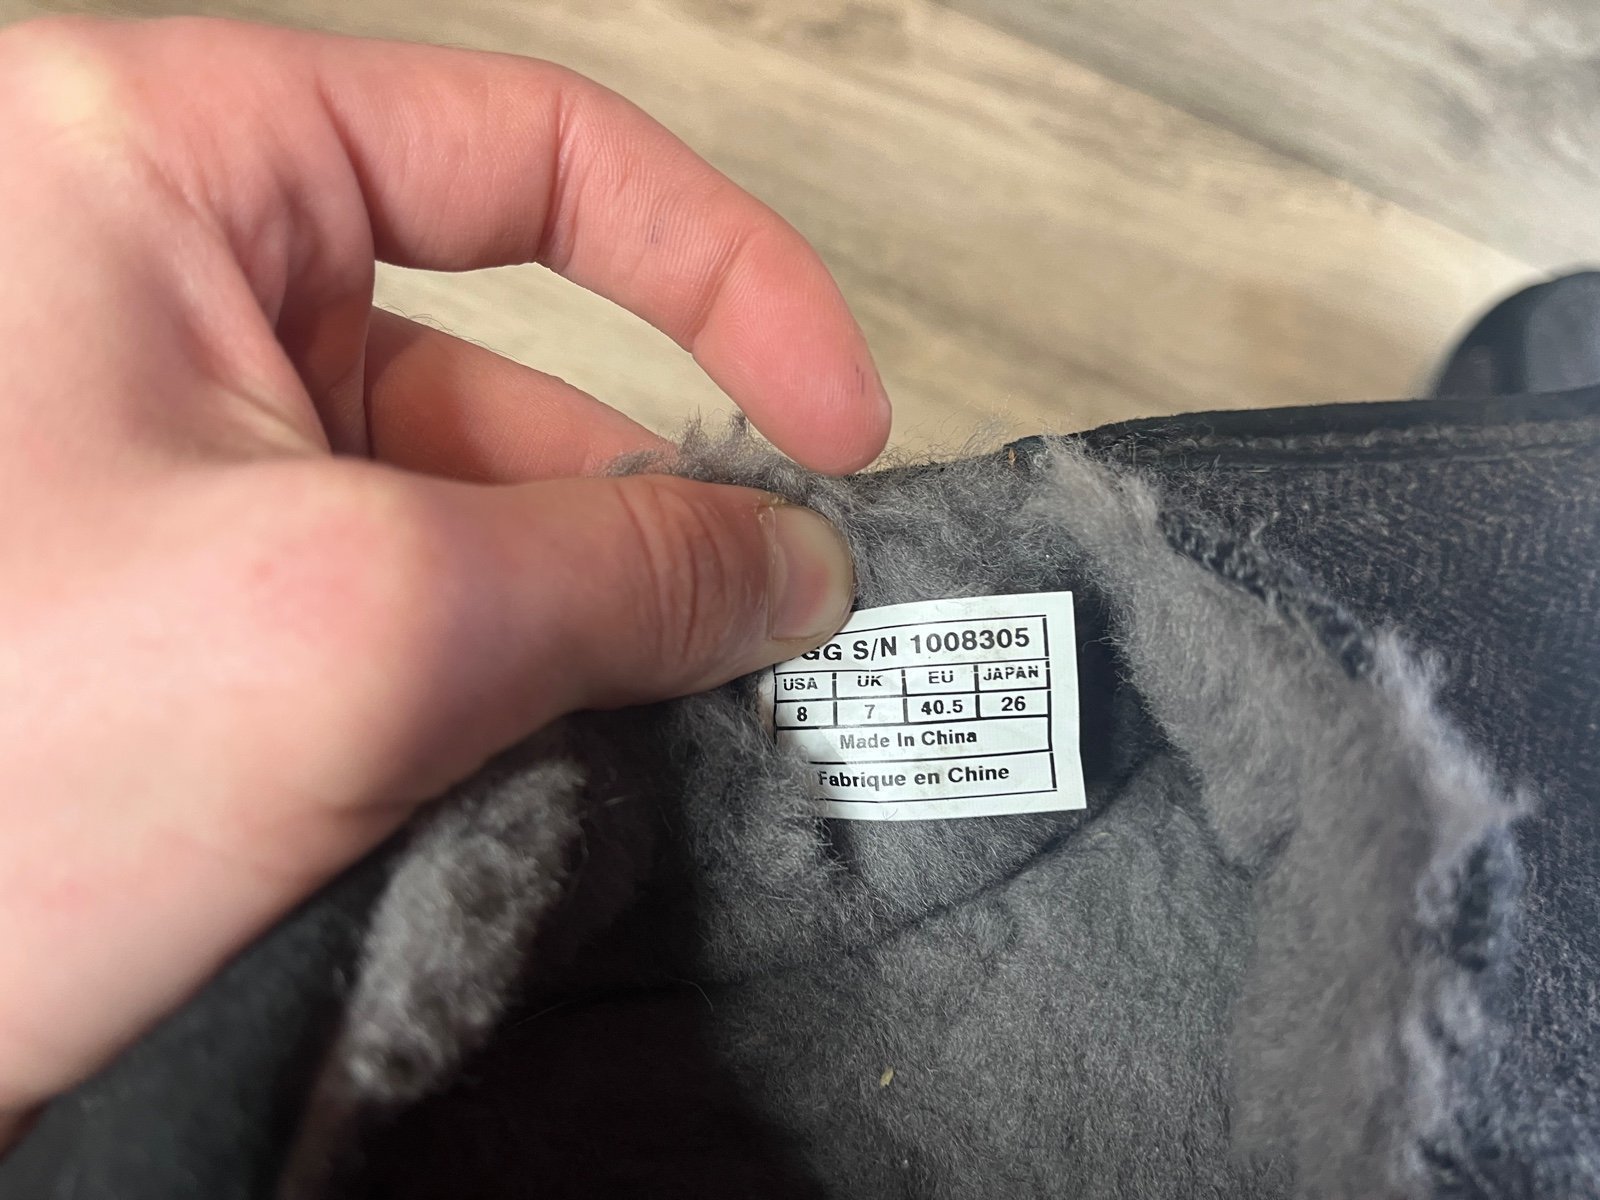 GG S/N 1008305
USA UK EU JAPAN
8 7 40.5 26
Made In China
Fabrique en Chine